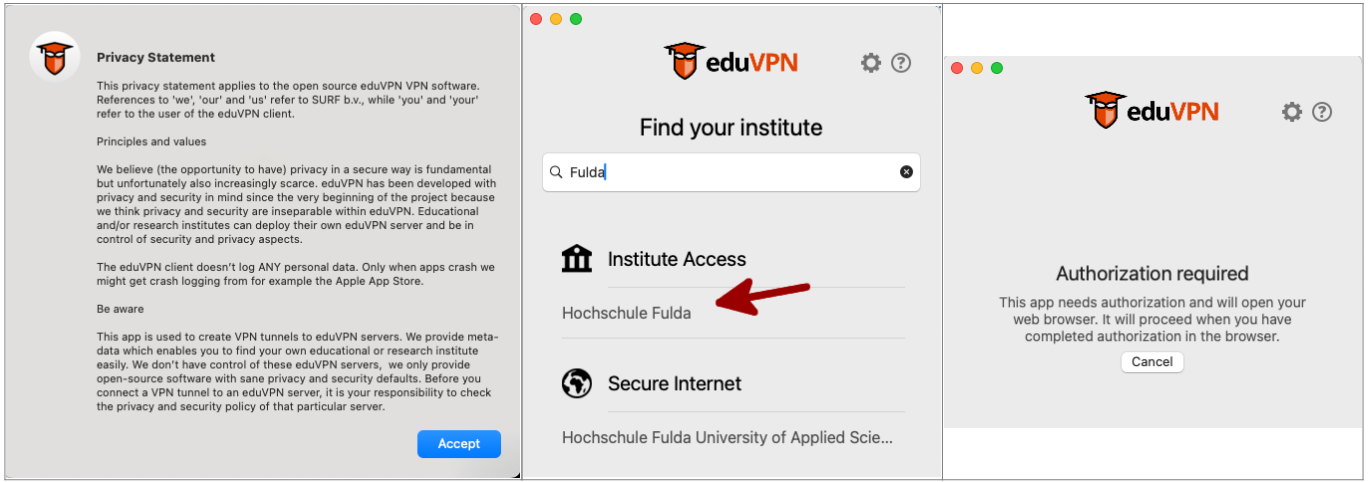 Privacy Statement
This privacy statement applies to the open source eduVPN VPN software.
References to 'we', 'our' and 'us' refer to SURF b.v., while 'you' and 'your'
refer to the user of the eduVPN client.
Principles and values
We believe (the opportunity to have) privacy in a secure way is fundamental
but unfortunately also increasingly scarce. eduVPN has been developed with
privacy and security in mind since the very beginning of the project because
we think privacy and security are inseparable within eduVPN. Educational
and/or research institutes can deploy their own eduVPN server and be in
control of security and privacy aspects.
The eduVPN client doesn't log ANY personal data. Only when apps crash we
might get crash logging from for example the Apple App Store.
Be aware
This app is used to create VPN tunnels to eduVPN servers. We provide meta-
data which enables you to find your own educational or research institute
easily. We don't have control of these eduVPN servers,  we only provide
open-source software with sane privacy and security defaults. Before you
connect a VPN tunnel to an eduVPN server, it is your responsibility to check
the privacy and security policy of that particular server.
Accept
eduVPN
?
Find your institute
Fulda
Institute Access
Hochschule Fulda
Secure Internet
Hochschule Fulda University of Applied Scie...
eduVPN
?
Authorization required
This app needs authorization and will open your
web browser. It will proceed when you have
completed authorization in the browser.
Cancel